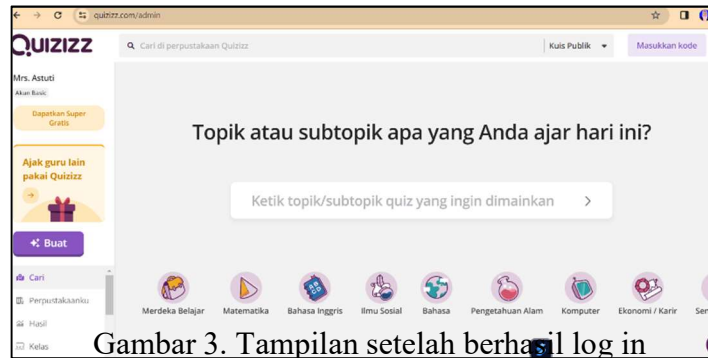 quizizz.com/admin
QUIZIZZ
Cari di perpustakaan Quizizz
Kuis Publik
Masukkan kode
Mrs. Astuti
Akun Basic
Dapatkan Super
Gratis
Ajak guru lain
pakai Quizizz
Buat
Cari
Perpustakaanku
Hasil
Kelas
Topik atau subtopik apa yang Anda ajar hari ini?
Ketik topik/subtopik quiz yang ingin dimainkan
Merdeka Belajar
Matematika
Bahasa Inggris
Ilmu Sosial
Bahasa
Pengetahuan Alam
Komputer
Ekonomi / Karir
Gambar 3. Tampilan setelah berhasil log in